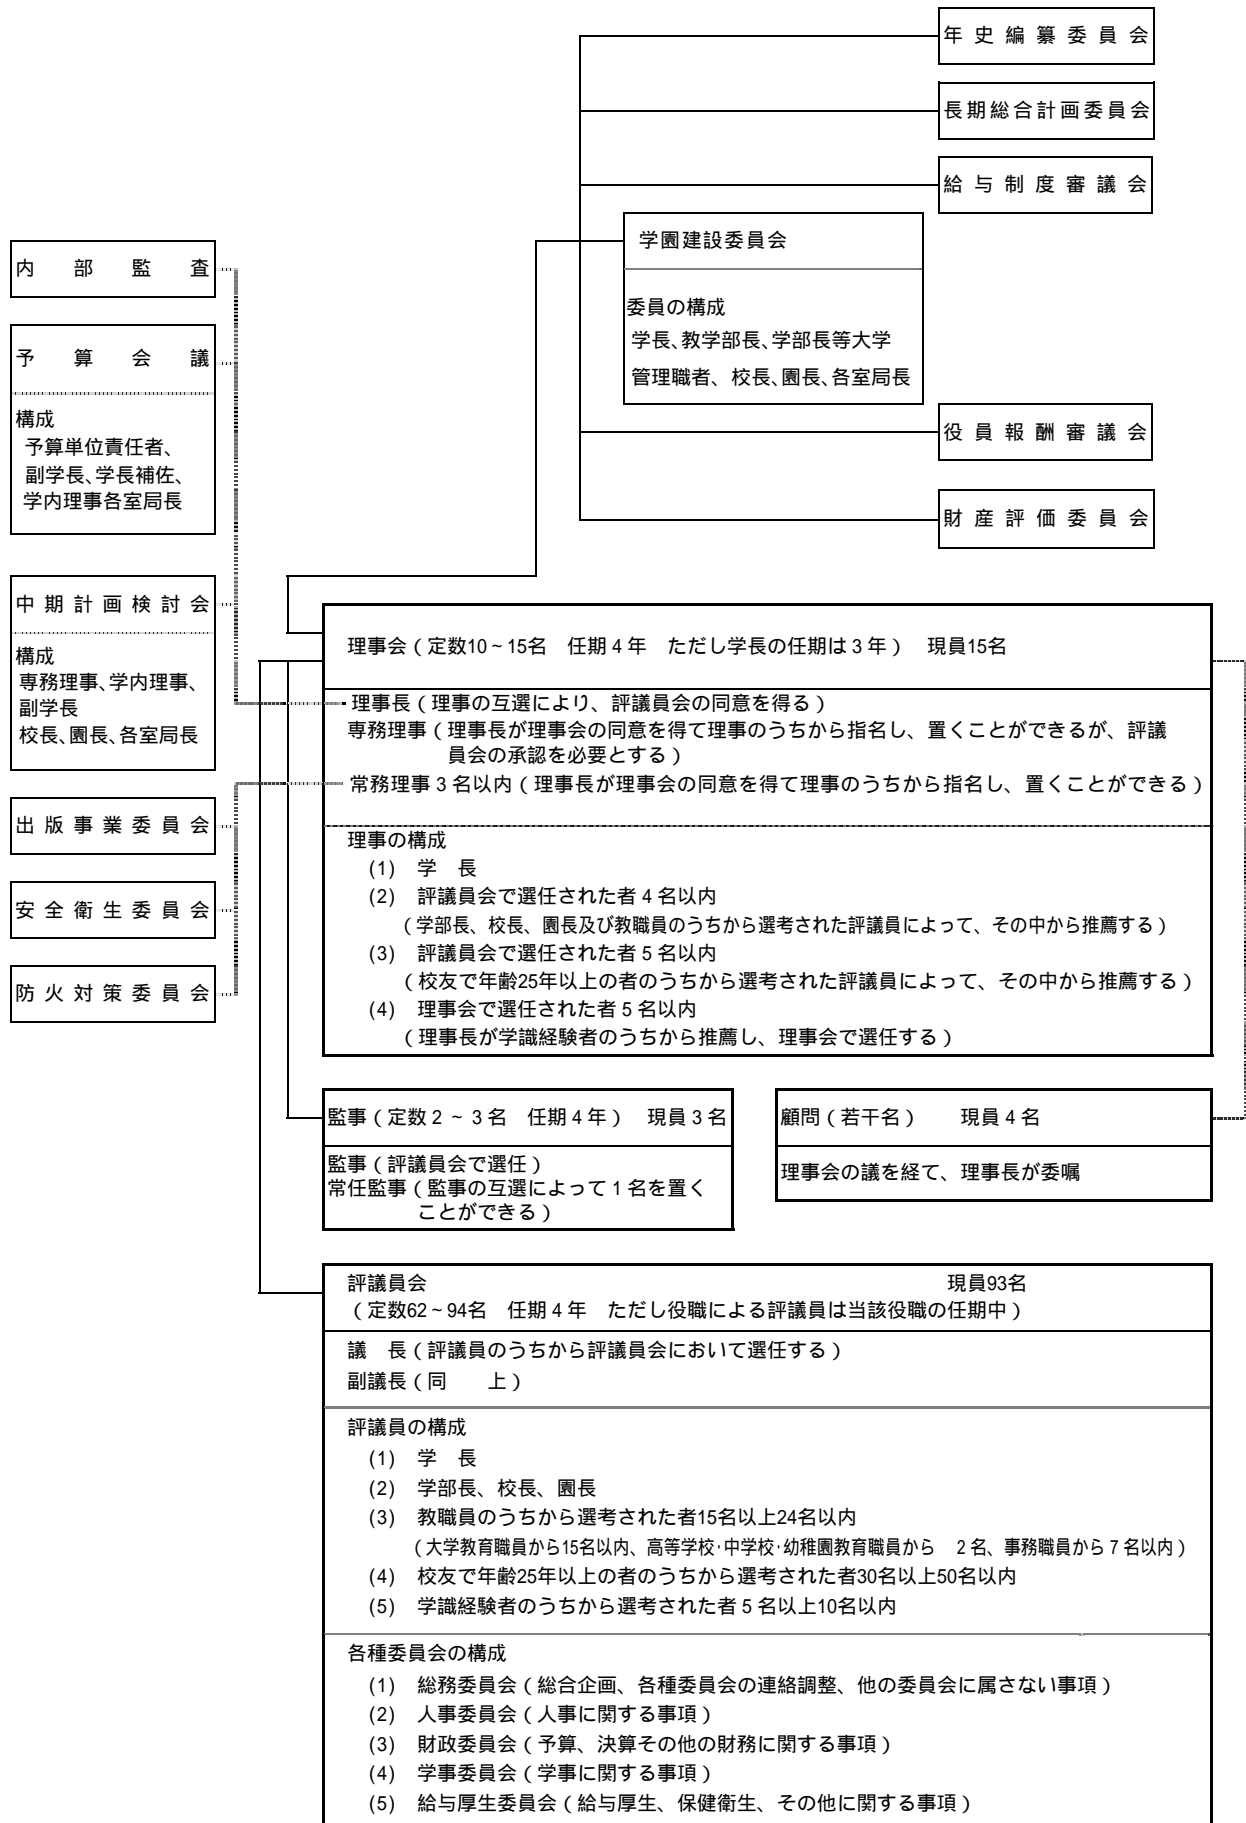 年史編纂委員会
長期総合計画委員会
給与制度審議会
学園建設委員会
委員の構成
学長、教学部長、学部長等大学
管理職者、校長、園長、各室局長
役員報酬審議会
財産評価委員会
内部監査
予算会議
構成
予算単位責任者、
副学長、学長補佐、
学内理事各室局長
中期計画検討会
構成
専務理事、学内理事、
副学長
校長、園長、各室局長
出版事業委員会
安全衛生委員会
防火対策委員会
理事会（定数10~15名　任期４年　ただし学長の任期は３年）　現員15名
理事長（理事の互選により、評議員会の同意を得る）
専務理事（理事長が理事会の同意を得て理事のうちから指名し、置くことができるが、評議
員会の承認を必要とする）
常務理事３名以内（理事長が理事会の同意を得て理事のうちから指名し、置くことができる）
理事の構成
(1)　学　長
(2)　評議員会で選任された者４名以内
（学部長、校長、園長及び教職員のうちから選考された評議員によって、その中から推薦する）
(3)　評議員会で選任された者５名以内
（校友で年齢25年以上の者のうちから選考された評議員によって、その中から推薦する）
(4)　理事会で選任された者５名以内
（理事長が学識経験者のうちから推薦し、理事会で選任する）
監事（定数２~３名　任期４年）　現員３名
監事（評議員会で選任）
常任監事（監事の互選によって１名を置く
ことができる）
顧問（若干名）　　現員４名
理事会の議を経て、理事長が委嘱
評議員会　現員93名
（定数62~94名　任期４年　ただし役職による評議員は当該役職の任期中）
議　長（評議員のうちから評議員会において選任する）
副議長（同　　上）
評議員の構成
(1)　学　長
(2)　学部長、校長、園長
(3)　教職員のうちから選考された者15名以上24名以内
（大学教育職員から15名以内、高等学校･中学校･幼稚園教育職員から　２名、事務職員から７名以内）
(4)　校友で年齢25年以上の者のうちから選考された者30名以上50名以内
(5)　学識経験者のうちから選考された者５名以上10名以内
各種委員会の構成
(1)　総務委員会（総合企画、各種委員会の連絡調整、他の委員会に属さない事項）
(2)　人事委員会（人事に関する事項）
(3)　財政委員会（予算、決算その他の財務に関する事項）
(4)　学事委員会（学事に関する事項）
(5)　給与厚生委員会（給与厚生、保健衛生、その他に関する事項）